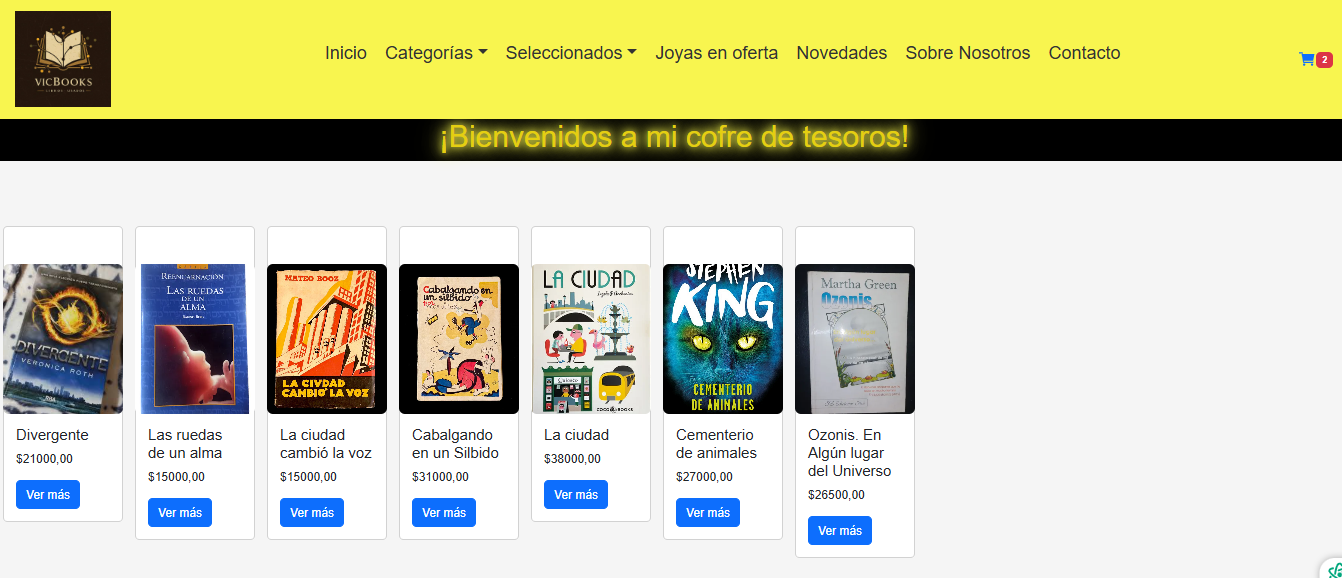 VICBOOKS
Inicio
Categorías
Seleccionados
Joyas en oferta
Novedades
Sobre Nosotros
Contacto
2
¡Bienvenidos a mi cofre de tesoros!
DIVERGENTE
VERONICA ROTH
Divergente
$21000,00
Ver más
REENCARNACIÓN
LAS RUEDAS
DE UN
ALMA
Las ruedas
de un alma
$15000,00
Ver más
MATEO BOOZ
LA CIVDAD
CAMBIÓ LA VOZ
La ciudad
cambió la voz
$15000,00
Ver más
Cabalgando en
un silbido
Cabalgando
en un Silbido
$31000,00
Ver más
LA CIUDAD
COCO BOOKS
La ciudad
$38000,00
Ver más
STEPHEN
KING
CEMENTERIO
DE ANIMALES
Cementerio
de animales
$27000,00
Ver más
Martha Green
Ozonis
Ozonis. En
Algún lugar
del Universo
$26500,00
Ver más